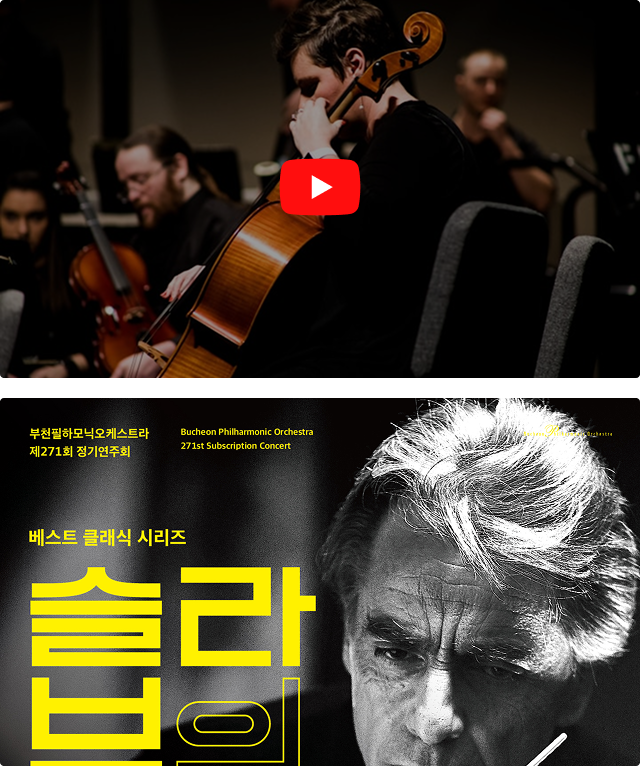 부천필하모닉오케스트라
제271회 정기연주회
Bucheon Philharmonic Orchestra
271st Subscription Concert
베스트 클래식 시리즈
슬라
브의